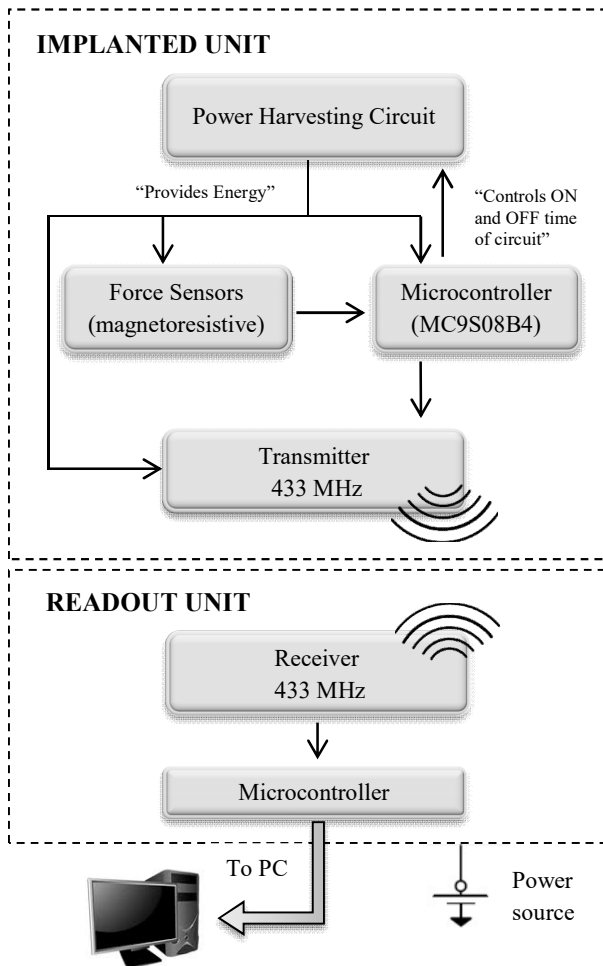 IMPLANTED UNIT
Power Harvesting Circuit
“Provides Energy”
“Controls ON
and OFF time
of circuit”
Force Sensors
(magnetoresistive)
Microcontroller
(MC9S08B4)
Transmitter
433 MHz
READOUT UNIT
Receiver
433 MHz
Microcontroller
To PC
Power
source